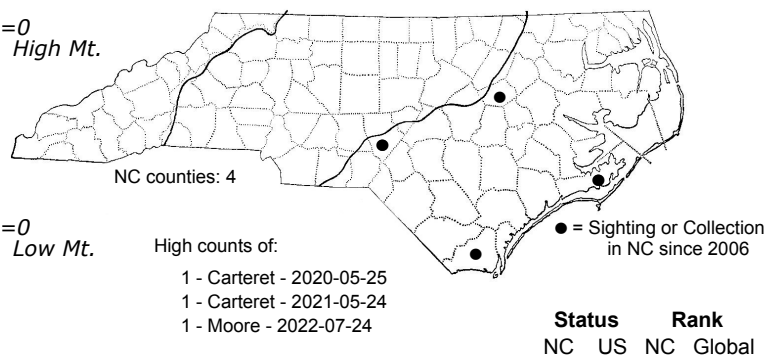 =0
High Mt.
NC counties: 4
=0
Low Mt.
High counts of:
1 - Carteret - 2020-05-25
1 - Carteret - 2021-05-24
1 - Moore - 2022-07-24
● = Sighting or Collection
in NC since 2006
Status Rank
NC US NC Global